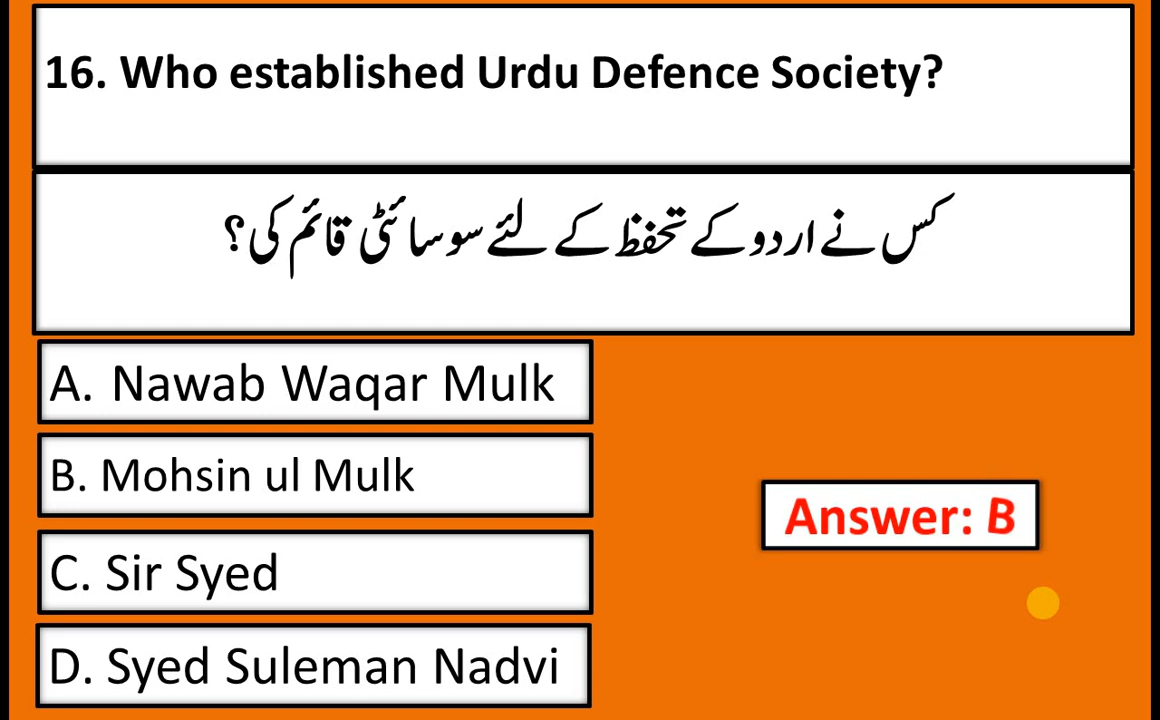 16. Who established Urdu Defence Society?
کس نے اردو کے تحفظ کے لئے سوسائٹی قائم کی؟
A. Nawab Waqar Mulk
B. Mohsin ul Mulk
Answer: B
C. Sir Syed
D. Syed Suleman Nadvi